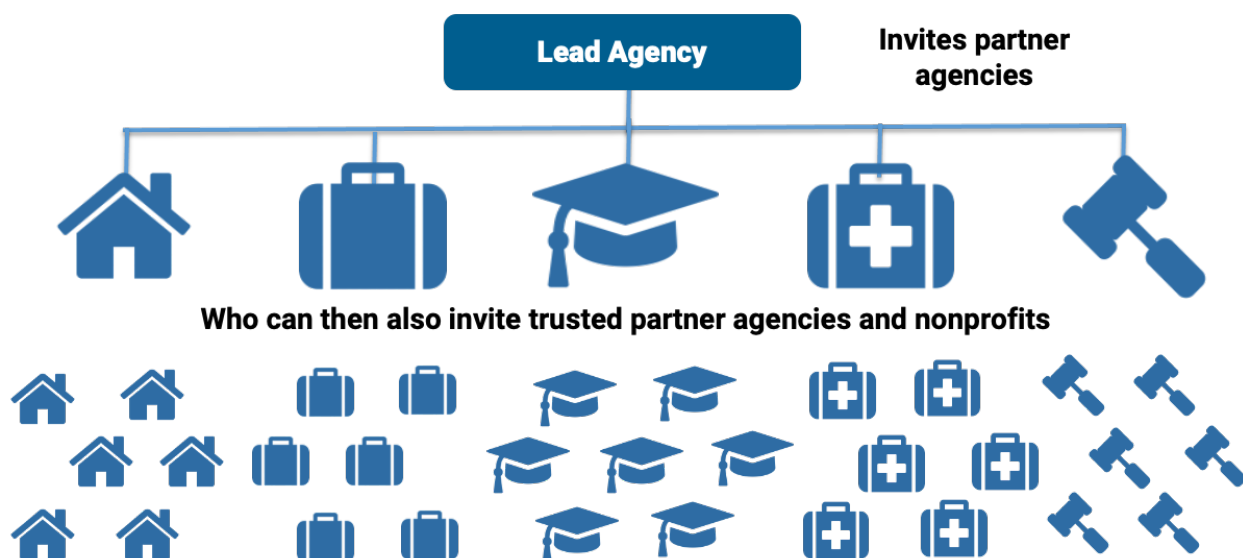 Lead Agency
Invites partner
agencies
Who can then also invite trusted partner agencies and nonprofits